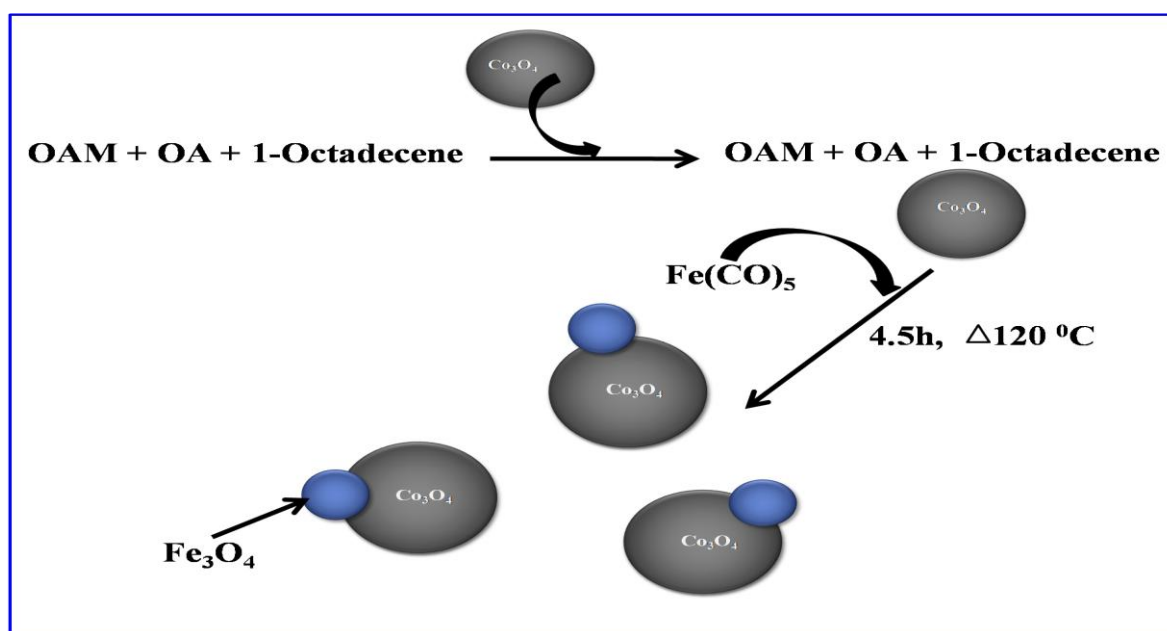 Co₃O₄
OAM + OA + 1-Octadecene
OAM + OA + 1-Octadecene
Co₃O₄
Fe(CO)₅
4.5h, △120 ⁰C
Co₃O₄
Co₃O₄
Co₃O₄
Fe₃O₄